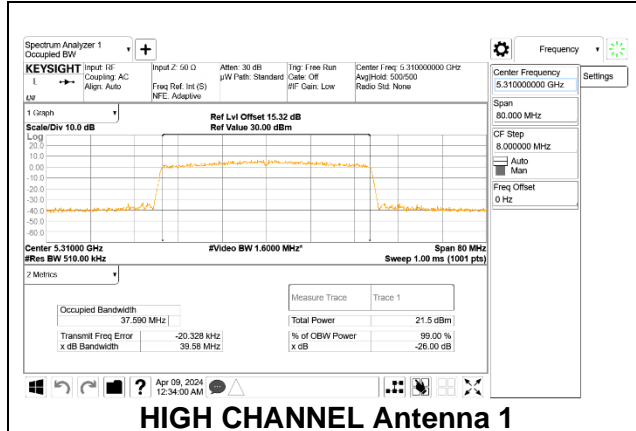 Spectrum Analyzer 1
Occupied BW
KEYSIGHT
Input: RF
Coupling: AC
Align: Auto
Input Z: 50 Ω
Freq Ref: Int (S)
NFE: Adaptive
Atten: 30 dB
µW Path: Standard
Trig: Free Run
Gate: Off
#IF Gain: Low
Center Freq: 5.310000000 GHz
Avg|Hold: 500/500
Radio Std: None
L
1 Graph
Scale/Div 10.0 dB
Ref Lvl Offset 15.32 dB
Ref Value 30.00 dBm
Log
20.0
10.0
0.00
-10.0
-20.0
-30.0
-40.0
-50.0
-60.0
Center 5.31000 GHz
#Res BW 510.00 kHz
#Video BW 1.6000 MHz*
Span 80 MHz
Sweep 1.00 ms (1001 pts)
2 Metrics
Measure Trace
Trace 1
Occupied Bandwidth
37.590 MHz
Total Power
21.5 dBm
Transmit Freq Error
-20.328 kHz
% of OBW Power
99.00 %
x dB Bandwidth
39.58 MHz
x dB
-26.00 dB
Apr 09, 2024
12:34:00 AM
Frequency
Center Frequency
5.310000000 GHz
Settings
Span
80.000 MHz
CF Step
8.000000 MHz
Auto
Man
Freq Offset
0 Hz
HIGH CHANNEL Antenna 1